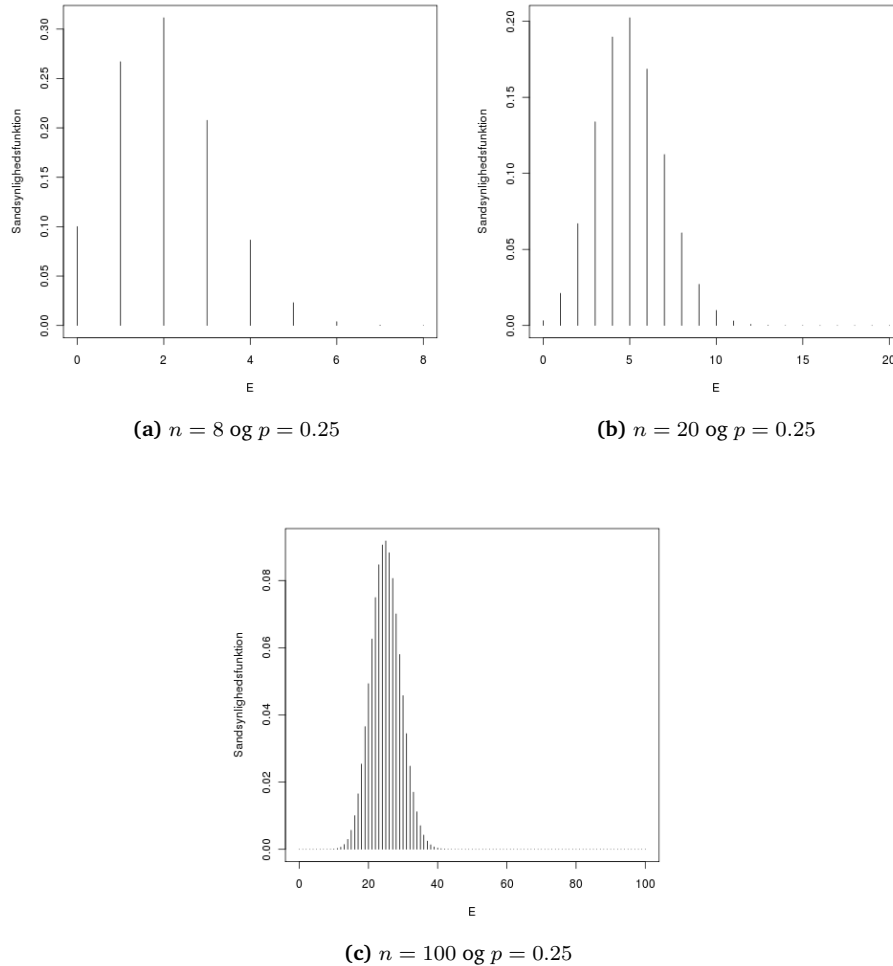 0.30
0.25
0.20
0.15
0.10
0.05
0.00
Sandsynlighedsfunktion
0 2 4 6 8
E
(a) n = 8 og p = 0.25
0.20
0.15
0.10
0.05
0.00
Sandsynlighedsfunktion
0 5 10 15 20
E
(b) n = 20 og p = 0.25
0.08
0.06
0.04
0.02
0.00
Sandsynlighedsfunktion
0 20 40 60 80 100
E
(c) n = 100 og p = 0.25